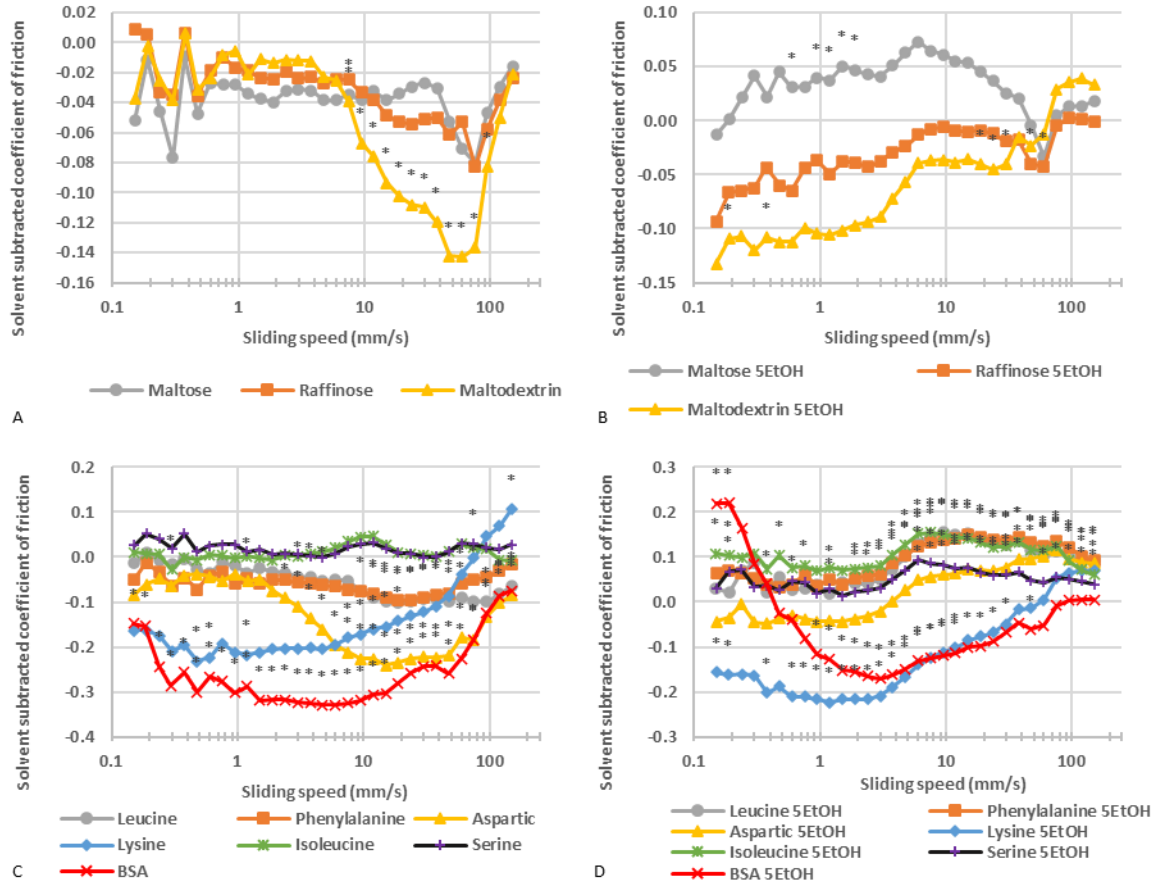 0.02
0.00
-0.02
-0.04
-0.06
-0.08
-0.10
-0.12
-0.14
-0.16
Solvent subtracted coefficient of friction
0.1 1 10 100
Sliding speed (mm/s)
Maltose Raffinose Maltodextrin
A
0.10
0.05
0.00
-0.05
-0.10
-0.15
Solvent subtracted coefficient of friction
0.1 1 10 100
Sliding speed (mm/s)
Maltose 5EtOH Raffinose 5EtOH
Maltodextrin 5EtOH
B
0.2
0.1
0.0
-0.1
-0.2
-0.3
-0.4
Solvent subtracted coefficient of friction
0.1 1 10 100
Sliding speed (mm/s)
Leucine Phenylalanine Aspartic
Lysine Isoleucine Serine
BSA
C
0.3
0.2
0.1
0.0
-0.1
-0.2
-0.3
Solvent subtracted coefficient of friction
0.1 1 10 100
Sliding speed (mm/s)
Leucine 5EtOH Phenylalanine 5EtOH
Aspartic 5EtOH Lysine 5EtOH
Isoleucine 5EtOH Serine 5EtOH
BSA 5EtOH
D